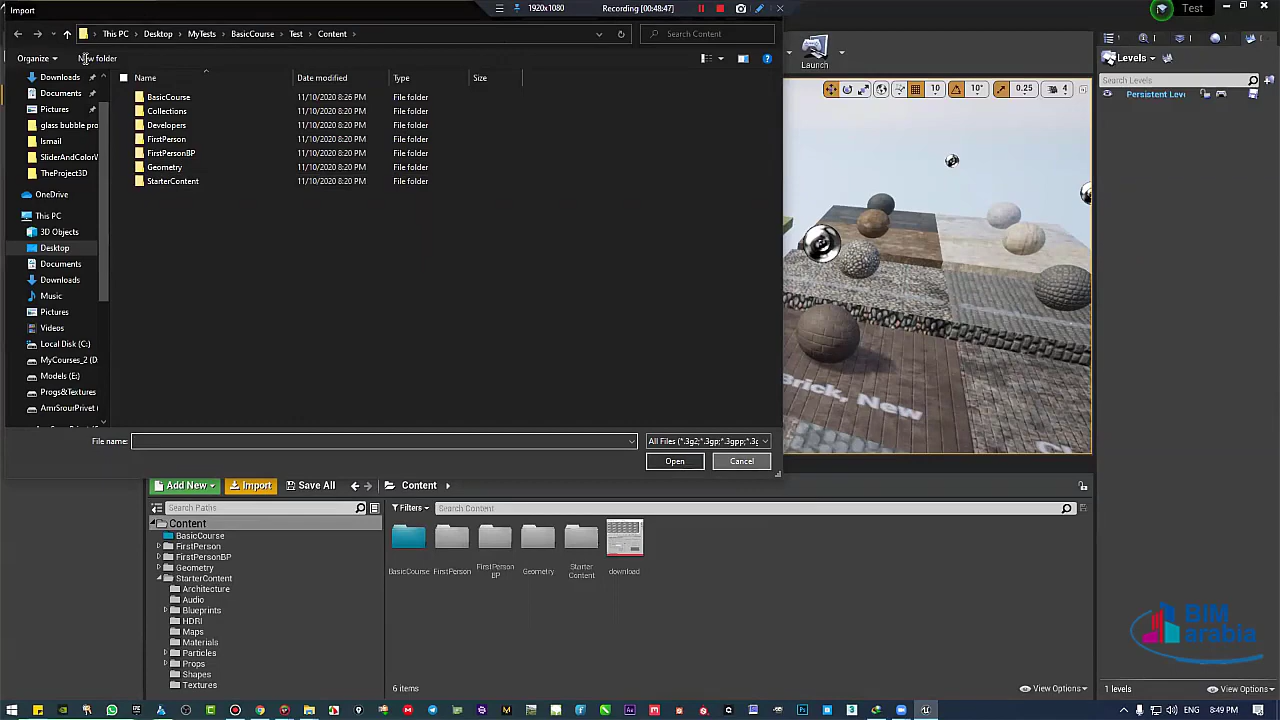 Import
1920x1080
Recording [00:48:47]
Test
This PC
Desktop
MyTests
BasicCourse
Test
Content
Search Content
Organize
New folder
Name
Date modified
Type
Size
Downloads
Documents
Pictures
glass bubble pro
Ismail
SliderAndColorW
TheProject3D
OneDrive
This PC
3D Objects
Desktop
Documents
Downloads
Music
Pictures
Videos
Local Disk (C:)
MyCourses_2 (D
Models (E:)
Progs&Textures
AmrSrourPrivet (
BasicCourse 11/10/2020 8:26 PM File folder
Collections 11/10/2020 8:20 PM File folder
Developers 11/10/2020 8:20 PM File folder
FirstPerson 11/10/2020 8:20 PM File folder
FirstPersonBP 11/10/2020 8:20 PM File folder
Geometry 11/10/2020 8:20 PM File folder
StarterContent 11/10/2020 8:20 PM File folder
File name:
All Files (*.3g2;*.3gp;*.3gpp;*.3g
Open
Cancel
Launch
10
10°
0.25
4
Brick, New
Levels
Search Levels
Persistent Leve
Add New
Import
Save All
Content
Search Paths
Filters
Search Content
Content
BasicCourse
FirstPerson
FirstPersonBP
Geometry
StarterContent
Architecture
Audio
Blueprints
HDRI
Maps
Materials
Particles
Props
Shapes
Textures
BasicCourse
FirstPerson
FirstPerson
BP
Geometry
Starter
Content
download
6 items
View Options
BIM
arabia
1 levels
View Options
8:49 PM